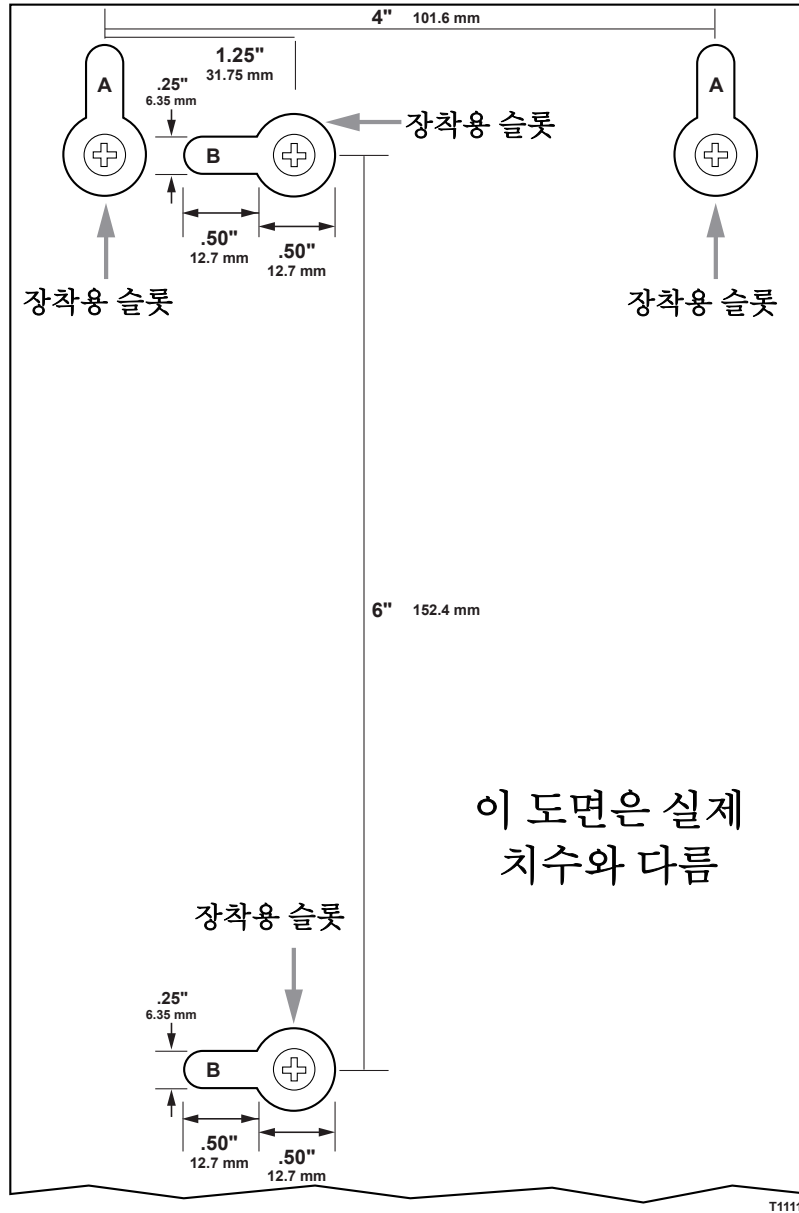 4" 101.6 mm
1.25"
31.75 mm
A
.25"
6.35 mm
A
장착용 슬롯
B
.50"
12.7 mm
.50"
12.7 mm
장착용 슬롯
장착용 슬롯
6" 152.4 mm
이 도면은 실제
치수와 다름
장착용 슬롯
.25"
6.35 mm
B
.50"
12.7 mm
.50"
12.7 mm
T1111